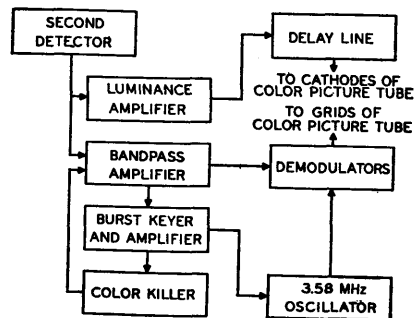 SECOND
DETECTOR
DELAY LINE
LUMINANCE
AMPLIFIER
TO CATHODES OF
COLOR PICTURE TUBE
TO GRIDS OF
COLOR PICTURE TUBE
BANDPASS
AMPLIFIER
DEMODULATORS
BURST KEYER
AND AMPLIFIER
COLOR KILLER
3.58 MHz
OSCILLATOR